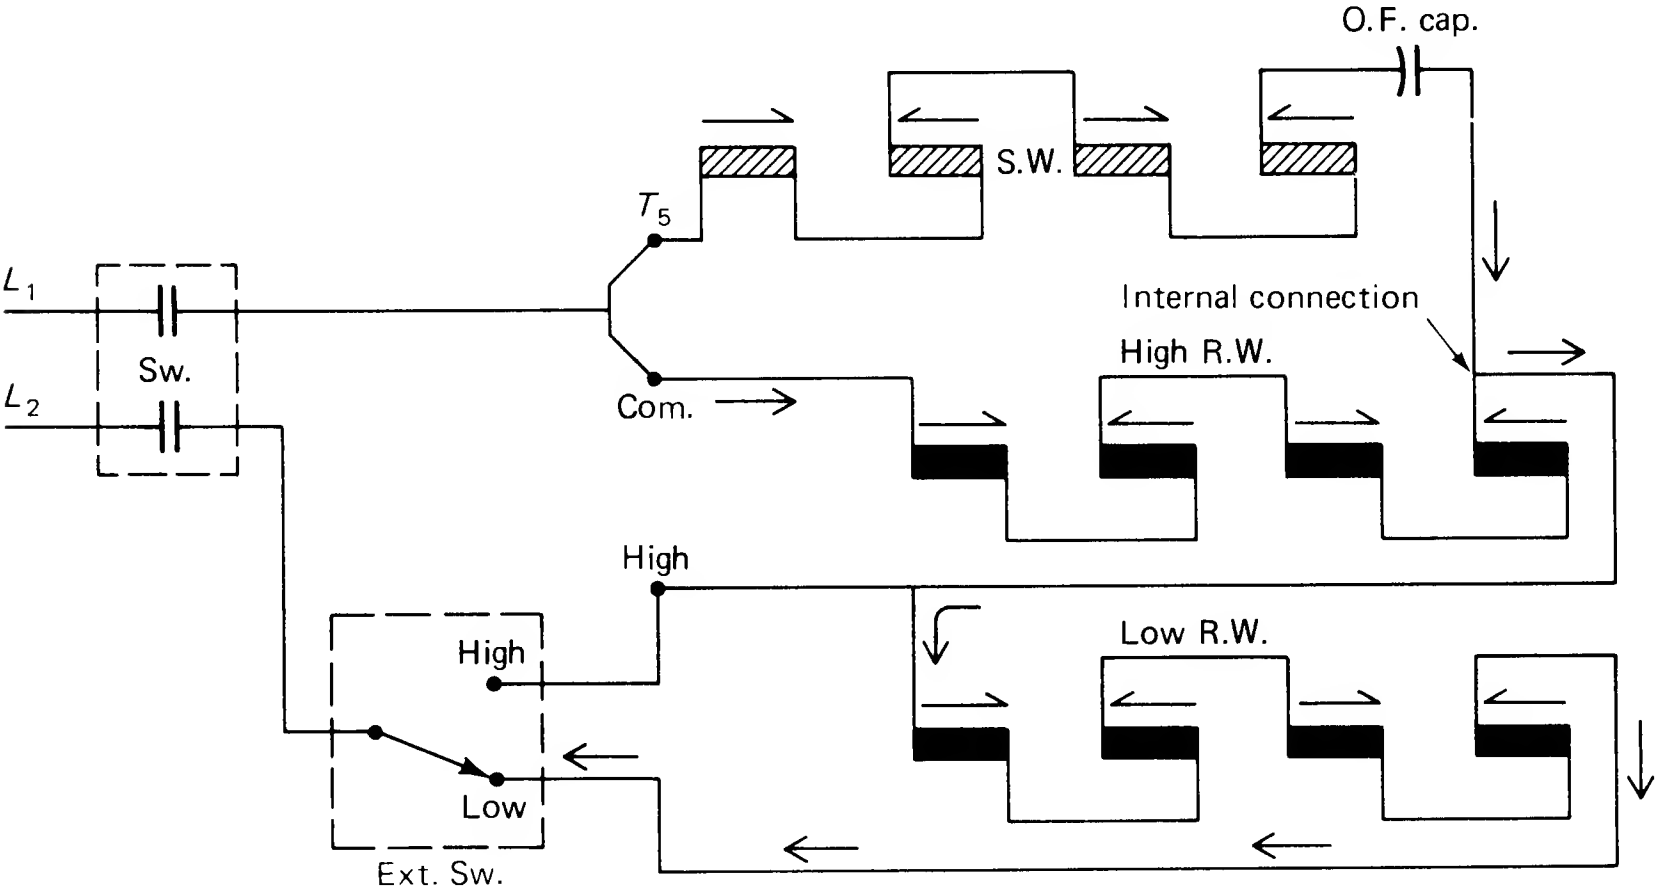 O.F. cap.
S.W.
T5
L1
Internal connection
High R.W.
Sw.
L2
Com.
High
Low R.W.
High
Low
Ext. Sw.